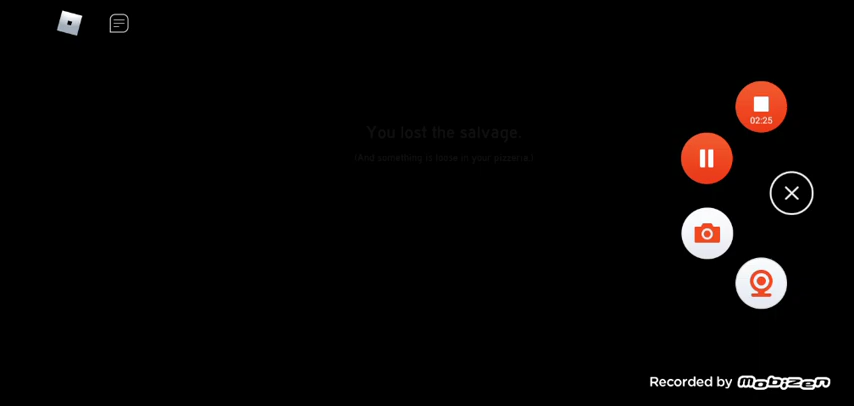 You lost the salvage.
(And something is loose in your pizzeria.)
02:25
Recorded by Mobizen